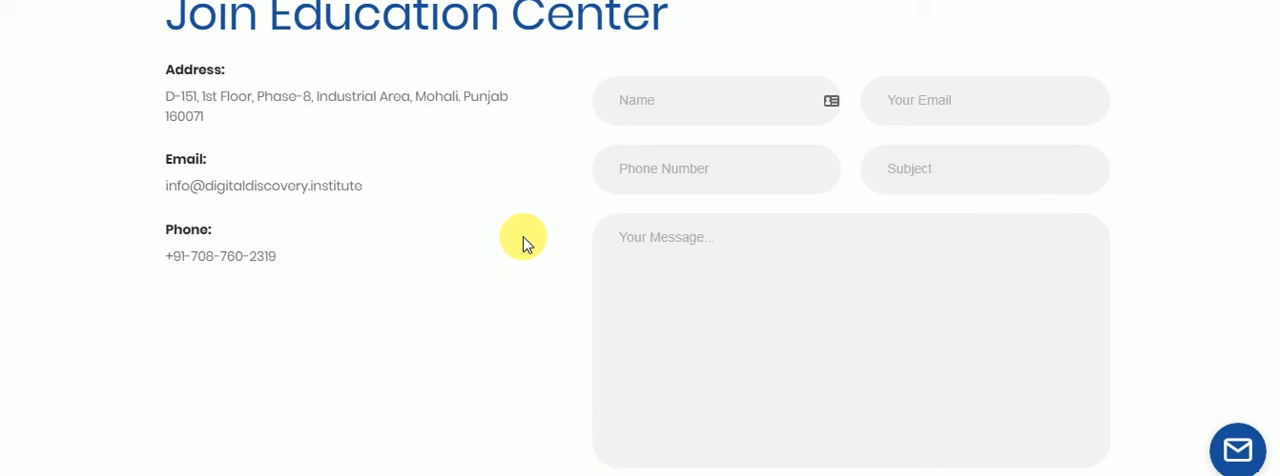 Join Education Center
Address:
D-151, 1st Floor, Phase-8, Industrial Area, Mohali. Punjab
160071
Email:
info@digitaldiscovery.institute
Phone:
+91-708-760-2319
Name
Your Email
Phone Number
Subject
Your Message...